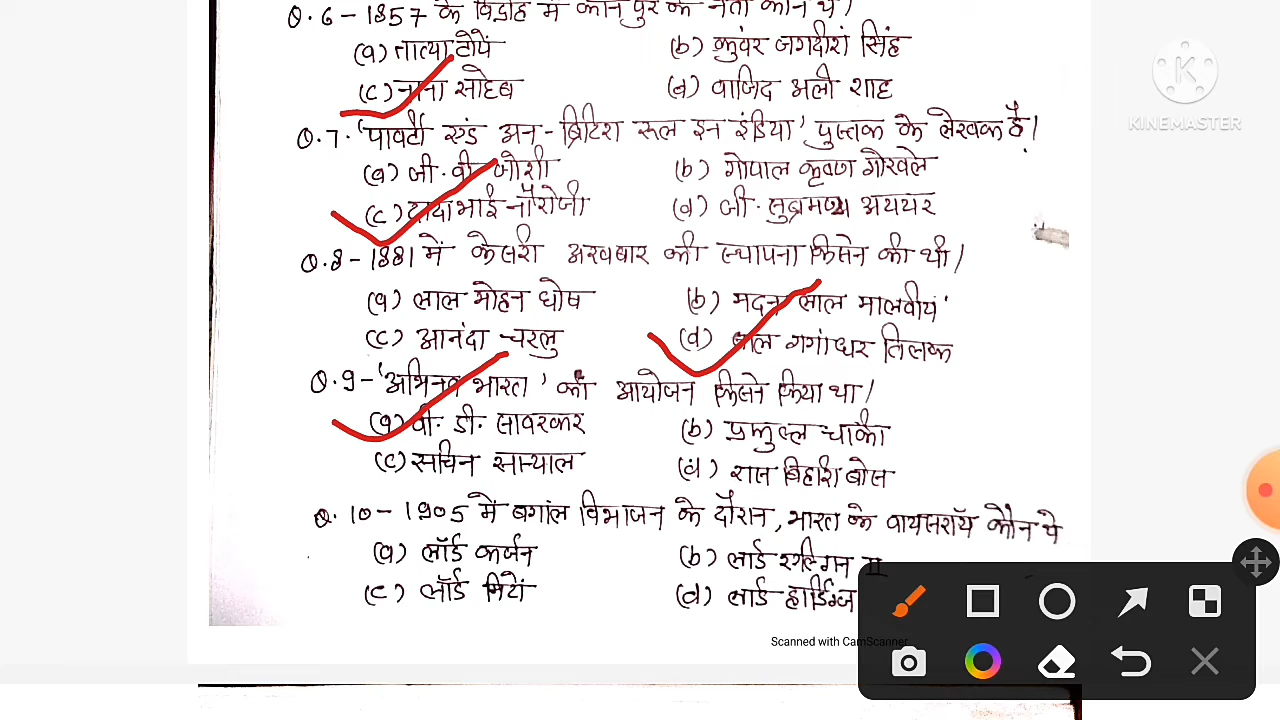 Q.6-1857 के विद्रोह में कानपुर के नेता कौन थे।
(a) तात्या टोपे
(b) कुवंर जगदीश सिंह
(c) नाना साहेब
(d) वाजिद अली शाह
Q.7. 'पावर्टी एंड अन-ब्रिटिश रूल इन इंडिया' पुस्तक के लेखक है।
(a) जी.वी. जोशी
(b) गोपाल कृष्ण गोखले
(c) दादाभाई नौरोजी
(d) जी. सुब्रमण्य अय्यर
Q.8-1881 में केसरी अखबार की स्थापना किसने की थी।
(a) लाल मोहन घोष
(b) मदन लाल मालवीय
(c) आनंदा चरलु
(d) बाल गगांधर तिलक
Q.9-'अभिनव भारत' का आयोजन किसने किया था।
(a) वी. डी. सावरकर
(b) प्रफुल्ल चाकी
(c) सचिन सान्याल
(d) रास बिहारी बोस
Q.10-1905 में बगांल विभाजन के दौरान, भारत के वायसरॉय कौन थे
(a) लॉर्ड कर्जन
(b) लार्ड एल्गिन II
(c) लॉर्ड मिंटो
(d) लार्ड हार्डिंग्ज
Scanned with CamScanner
KINEMASTER